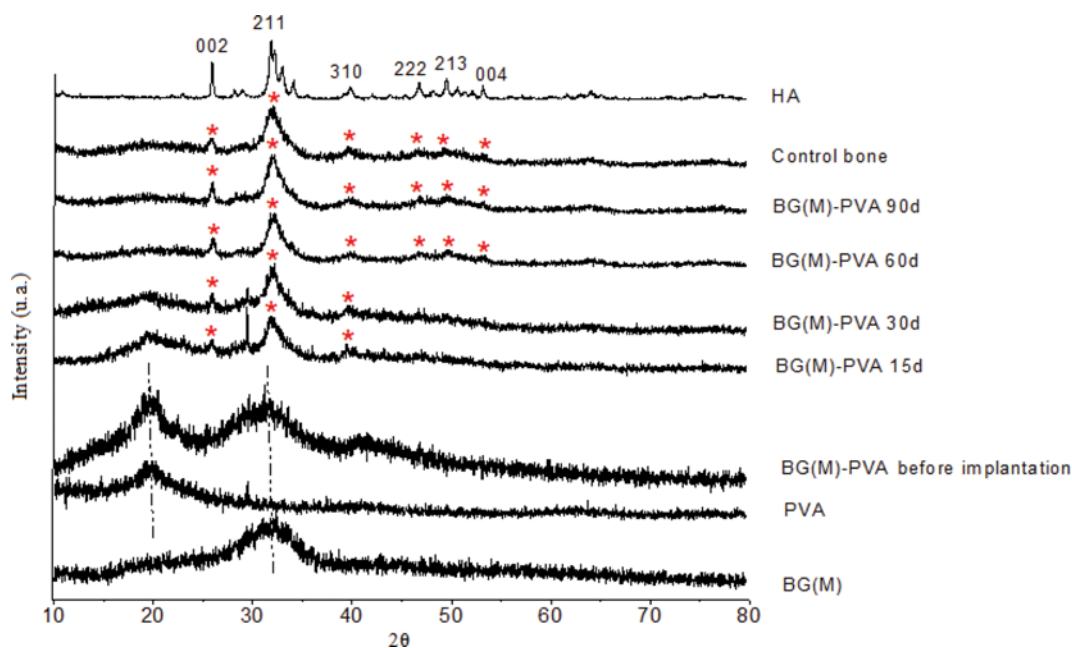 211
002
310
222
213
004
HA
Control bone
BG(M)-PVA 90d
BG(M)-PVA 60d
BG(M)-PVA 30d
BG(M)-PVA 15d
BG(M)-PVA before implantation
PVA
BG(M)
Intensity (u.a.)
10 20 30 40 50 60 70 80
2θ